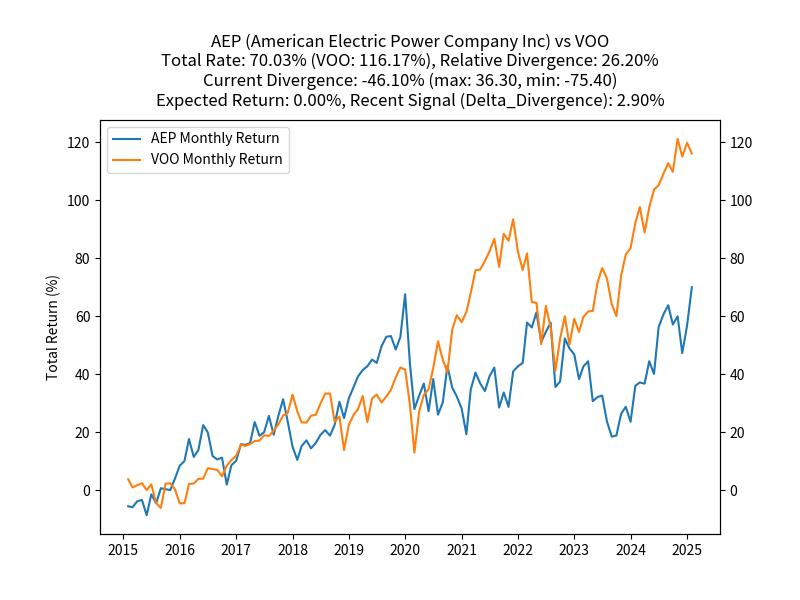 AEP (American Electric Power Company Inc) vs VOO
Total Rate: 70.03% (VOO: 116.17%), Relative Divergence: 26.20%
Current Divergence: -46.10% (max: 36.30, min: -75.40)
Expected Return: 0.00%, Recent Signal (Delta_Divergence): 2.90%
AEP Monthly Return
VOO Monthly Return
Total Return (%)
120 120
100 100
80 80
60 60
40 40
20 20
0 0
2015 2016 2017 2018 2019 2020 2021 2022 2023 2024 2025